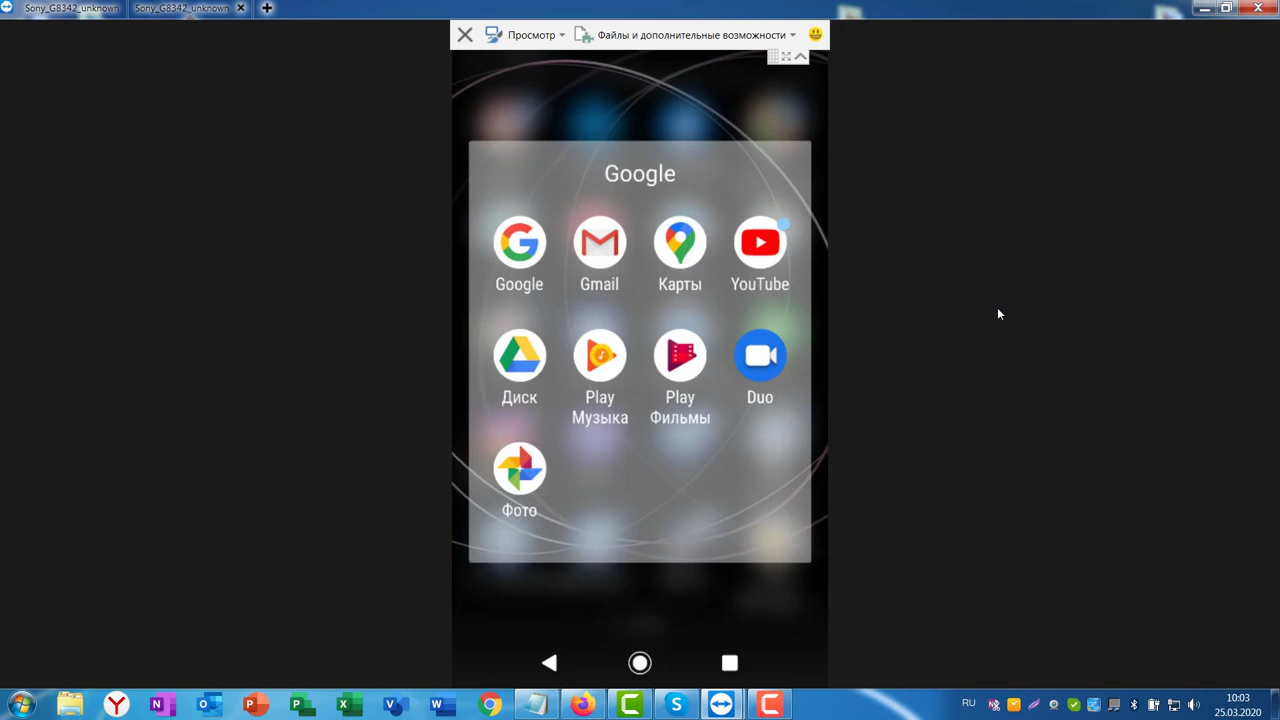 Sony_G8342_unknown
Sony_G8342_unknown
Просмотр
Файлы и дополнительные возможности
Google
Google
Gmail
Карты
YouTube
Диск
Play Музыка
Play Фильмы
Duo
Фото
RU
10:03
25.03.2020